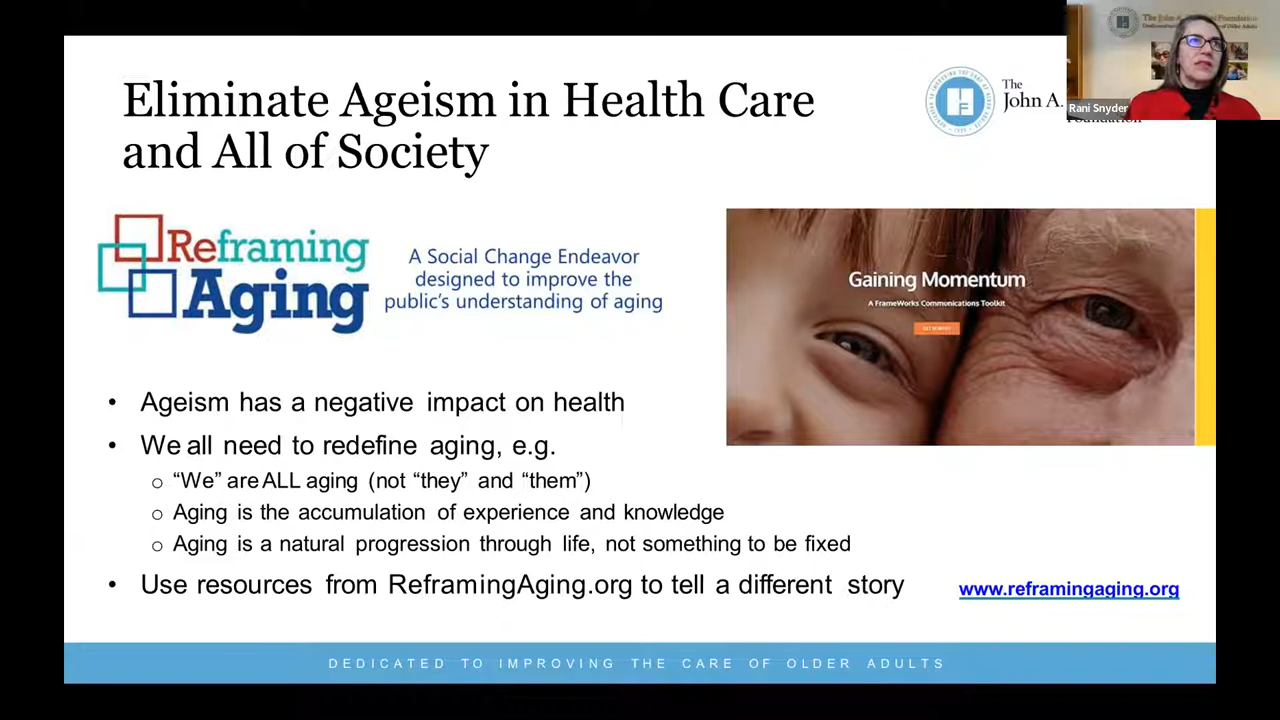 Eliminate Ageism in Health Care
and All of Society
The
John A.
Foundation
Rani Snyder
Reframing
Aging
A Social Change Endeavor
designed to improve the
public's understanding of aging
Gaining Momentum
A FrameWorks Communications Toolkit
• Ageism has a negative impact on health
• We all need to redefine aging, e.g.
o “We” are ALL aging (not “they” and “them”)
o Aging is the accumulation of experience and knowledge
o Aging is a natural progression through life, not something to be fixed
• Use resources from ReframingAging.org to tell a different story
www.reframingaging.org
DEDICATED TO IMPROVING THE CARE OF OLDER ADULTS